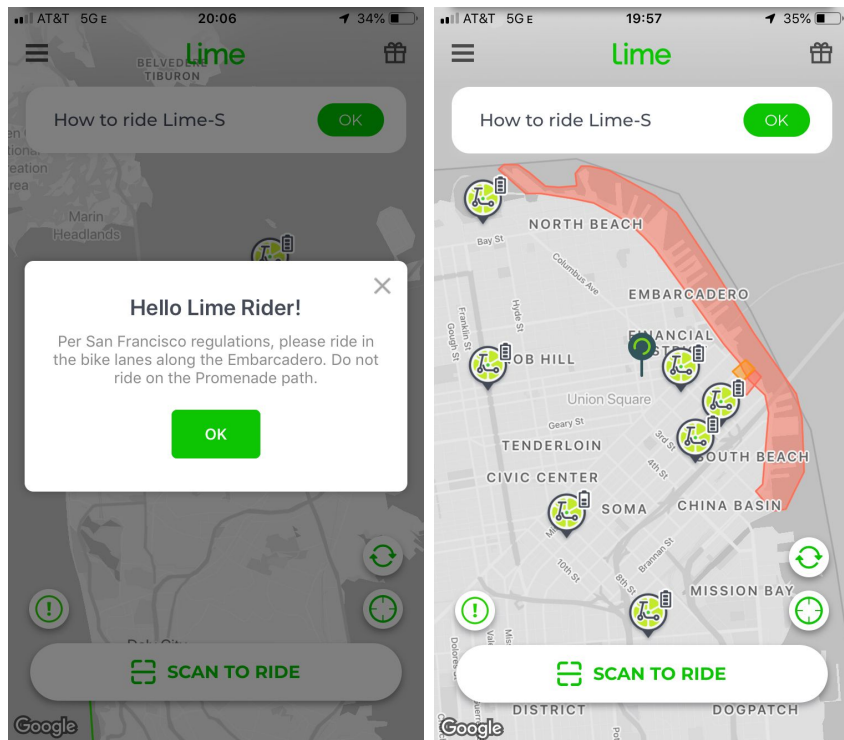 AT&T 5GE 20:06 34%
Lime
BELVEDERE
TIBURON
How to ride Lime-S OK
Marin
Headlands
Hello Lime Rider!
Per San Francisco regulations, please ride in
the bike lanes along the Embarcadero. Do not
ride on the Promenade path.
OK
SCAN TO RIDE
Google
AT&T 5GE 19:57 35%
Lime
How to ride Lime-S OK
NORTH BEACH
Bay St
Columbus Ave
EMBARCADERO
Franklin St
Gough St
Hyde St
FINANCIAL
OB HILL
Union Square
Geary St
TENDERLOIN
3rd St
4th St
OUTH BEACH
CIVIC CENTER
SOMA
CHINA BASIN
10th St
8th St
Brannan St
MISSION BAY
SCAN TO RIDE
DISTRICT
DOGPATCH
Google